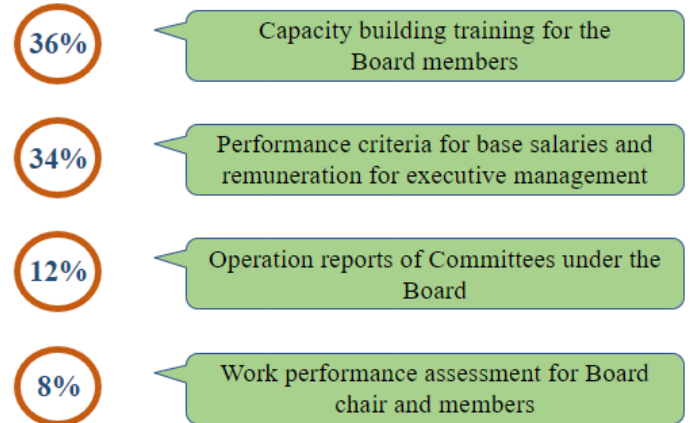 36%
Capacity building training for the
Board members
34%
Performance criteria for base salaries and
remuneration for executive management
12%
Operation reports of Committees under the
Board
8%
Work performance assessment for Board
chair and members